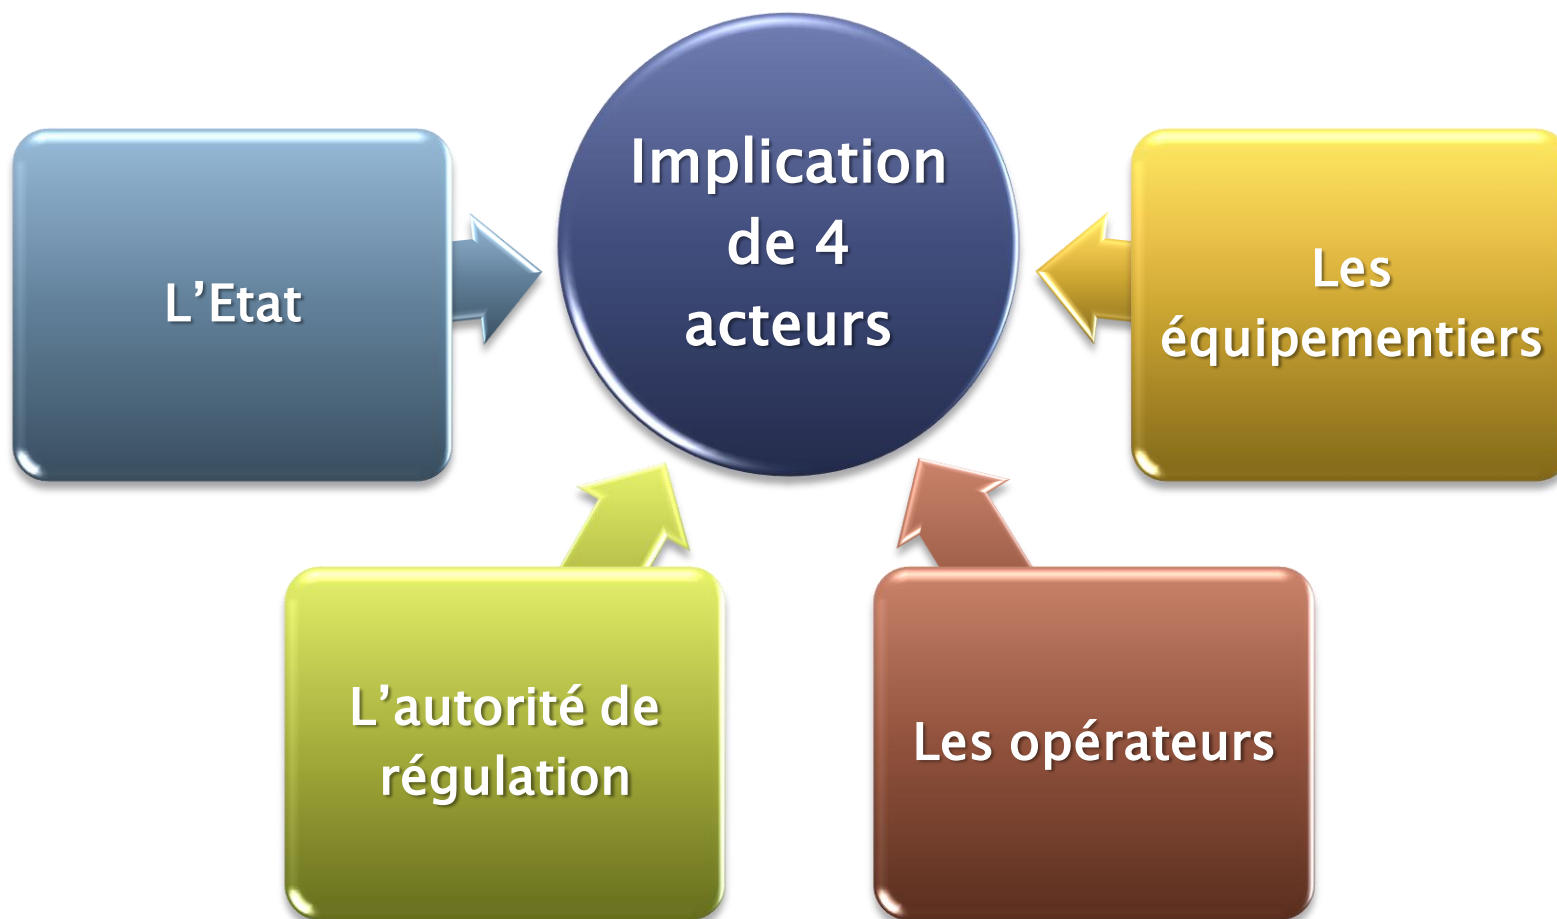 Implication
de 4
acteurs
L’Etat
Les
équipementiers
L’autorité de
régulation
Les opérateurs